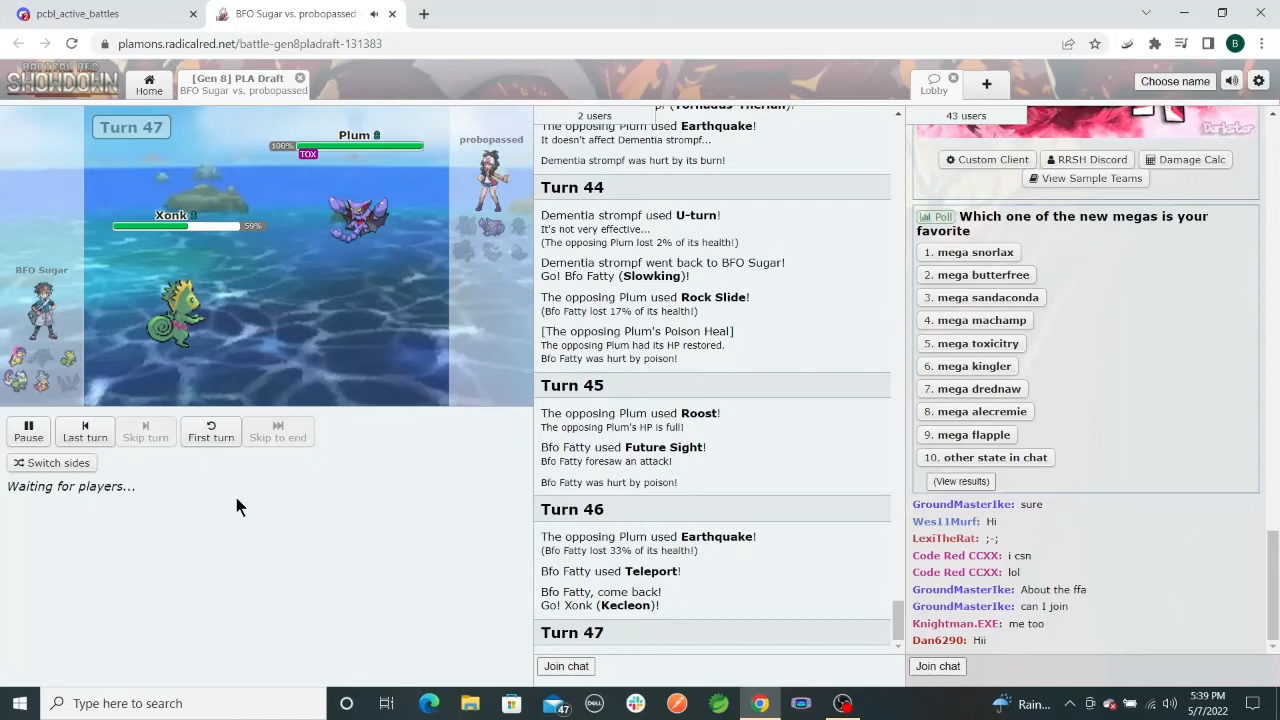 pcbl_active_battles
BFO Sugar vs. probopassed
plamons.radicalred.net/battle-gen8pladraft-131383
RADICAL RED
SHOWDOWN
Home
[Gen 8] PLA Draft
BFO Sugar vs. probopassed
Lobby
Choose name
2 users
43 users
Turn 47
Plum
100%
TOX
Xonk
59%
probopassed
BFO Sugar
Pause
Last turn
Skip turn
First turn
Skip to end
Switch sides
Waiting for players...
The opposing Plum used Earthquake!
It doesn't affect Dementia strompf...
Dementia strompf was hurt by its burn!
Turn 44
Dementia strompf used U-turn!
It's not very effective...
(The opposing Plum lost 2% of its health!)
Dementia strompf went back to BFO Sugar!
Go! Bfo Fatty (Slowking)!
The opposing Plum used Rock Slide!
(Bfo Fatty lost 17% of its health!)
[The opposing Plum's Poison Heal]
The opposing Plum had its HP restored.
Bfo Fatty was hurt by poison!
Turn 45
The opposing Plum used Roost!
The opposing Plum's HP is full!
Bfo Fatty used Future Sight!
Bfo Fatty foresaw an attack!
Bfo Fatty was hurt by poison!
Turn 46
The opposing Plum used Earthquake!
(Bfo Fatty lost 33% of its health!)
Bfo Fatty used Teleport!
Bfo Fatty, come back!
Go! Xonk (Kecleon)!
Turn 47
Join chat
Darkster
Custom Client
RRSH Discord
Damage Calc
View Sample Teams
Poll Which one of the new megas is your
favorite
1. mega snorlax
2. mega butterfree
3. mega sandaconda
4. mega machamp
5. mega toxicitry
6. mega kingler
7. mega drednaw
8. mega alecremie
9. mega flapple
10. other state in chat
(View results)
GroundMasterIke: sure
Wes11Murf: Hi
LexiTheRat: ;-;
Code Red CCXX: i csn
Code Red CCXX: lol
GroundMasterIke: About the ffa
GroundMasterIke: can I join
Knightman.EXE: me too
Dan6290: Hii
Join chat
Type here to search
47
DELL
Rain...
5:39 PM
5/7/2022